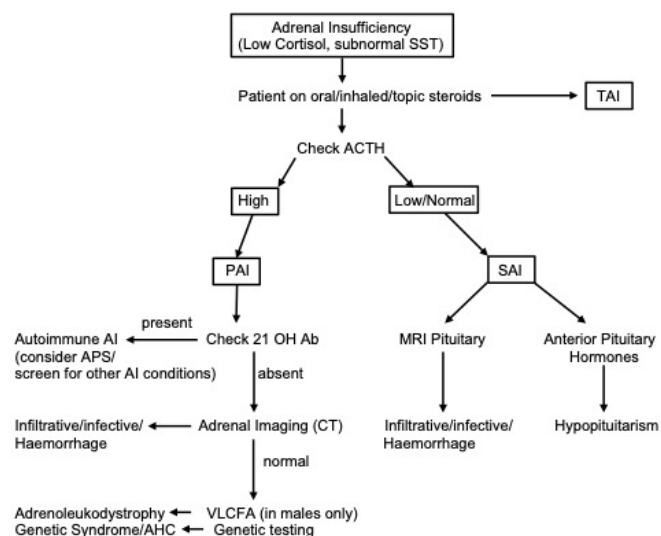 Adrenal Insufficiency
(Low Cortisol, subnormal SST)
Patient on oral/inhaled/topic steroids
TAI
Check ACTH
High
Low/Normal
PAI
SAI
present
Autoimmune AI
(consider APS/
screen for other AI conditions)
Check 21 OH Ab
MRI Pituitary
Anterior Pituitary
Hormones
absent
Infiltrative/infective/
Haemorrhage
Adrenal Imaging (CT)
Infiltrative/infective/
Haemorrhage
Hypopituitarism
normal
Adrenoleukodystrophy
VLCFA (in males only)
Genetic Syndrome/AHC
Genetic testing